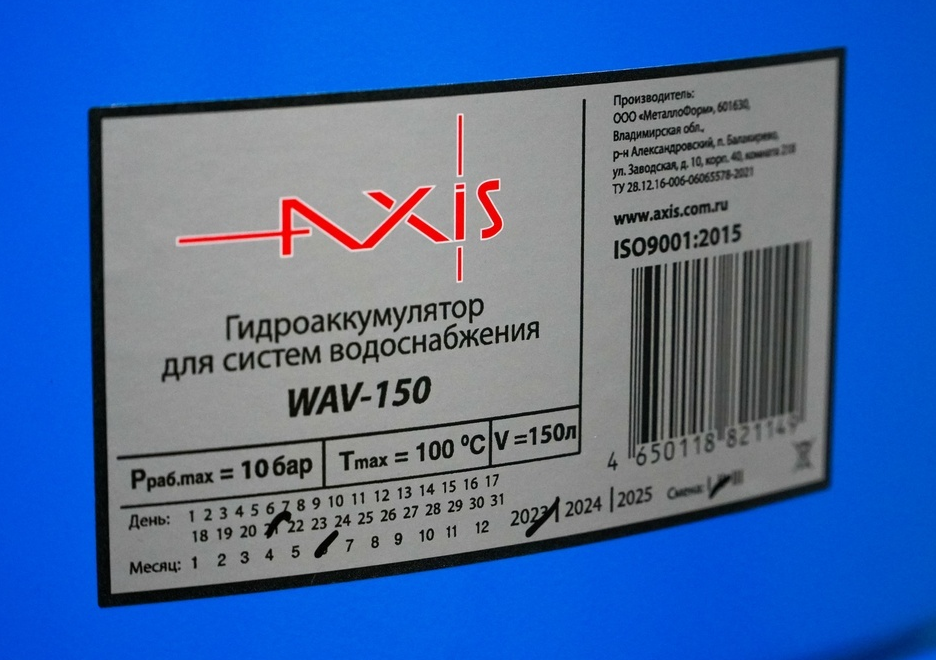 AXIS
Гидроаккумулятор
для систем водоснабжения
WAV-150
Рраб.max = 10 бар
Tmax = 100 ºC
V =150л
День: 1 2 3 4 5 6 7 8 9 10 11 12 13 14 15 16 17
18 19 20 21 22 23 24 25 26 27 28 29 30 31
Месяц: 1 2 3 4 5 6 7 8 9 10 11 12
2023 | 2024 | 2025
Смена: I II III
Производитель:
ООО «МеталлоФорм», 601630,
Владимирская обл.,
р-н Александровский, п. Балакирево,
ул. Заводская, д. 10, корп. 40, комната 218
ТУ 28.12.16-006-06065578-2021
www.axis.com.ru
ISO9001:2015
4 650118 821149